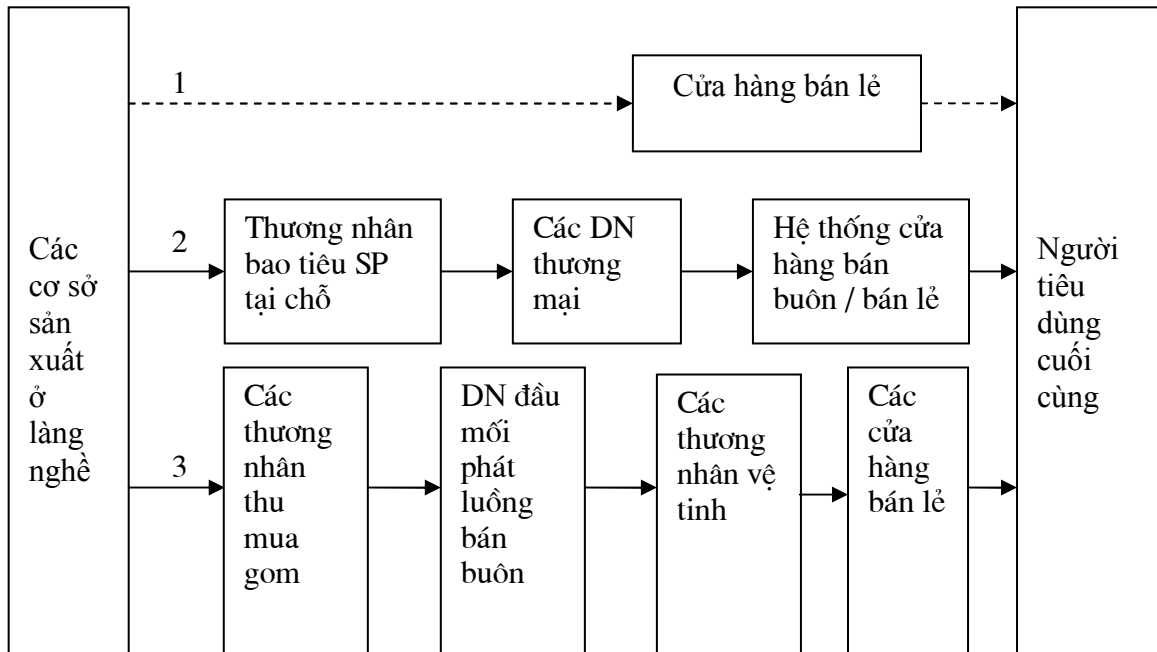 Các
cơ sở
sản
xuất
ở
làng
nghề
1
Cửa hàng bán lẻ
2
Thương nhân
bao tiêu SP
tại chỗ
Các DN
thương
mại
Hệ thống cửa
hàng bán
buôn / bán lẻ
3
Các
thương
nhân
thu
mua
gom
DN đầu
mối
phát
luồng
bán
buôn
Các
thương
nhân vệ
tinh
Các
cửa
hàng
bán lẻ
Người
tiêu
dùng
cuối
cùng